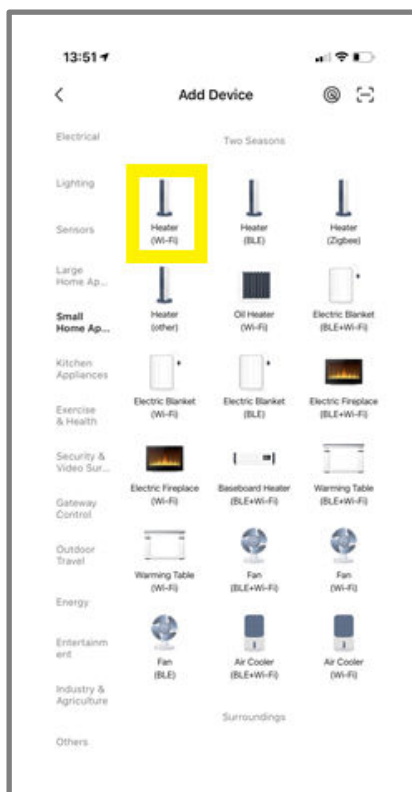 13:51
Add Device
Electrical
Lighting
Sensors
Large
Home Ap...
Small
Home Ap...
Kitchen
Appliances
Exercise
& Health
Security &
Video Sur...
Gateway
Control
Outdoor
Travel
Energy
Entertainm
ent
Industry &
Agriculture
Others
Two Seasons
Heater
(Wi-Fi)
Heater
(BLE)
Heater
(Zigbee)
Heater
(other)
Oil Heater
(Wi-Fi)
Electric Blanket
(BLE+Wi-Fi)
Electric Blanket
(Wi-Fi)
Electric Blanket
(BLE)
Electric Fireplace
(BLE+Wi-Fi)
Electric Fireplace
(Wi-Fi)
Baseboard Heater
(BLE+Wi-Fi)
Warming Table
(BLE+Wi-Fi)
Warming Table
(Wi-Fi)
Fan
(BLE+Wi-Fi)
Fan
(Wi-Fi)
Fan
(BLE)
Air Cooler
(BLE+Wi-Fi)
Air Cooler
(Wi-Fi)
Surroundings